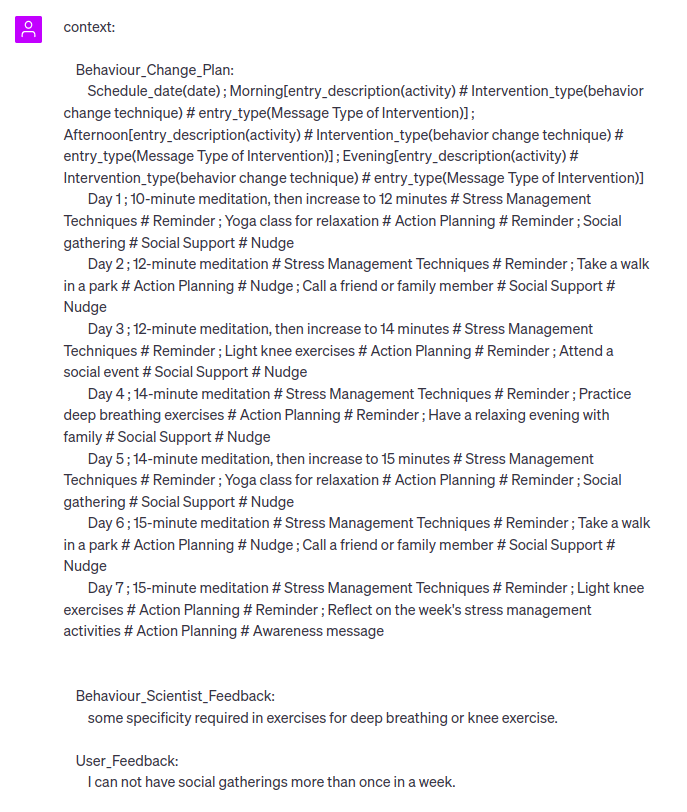 context:
Behaviour_Change_Plan:
Schedule_date(date) ; Morning[entry_description(activity) # Intervention_type(behavior
change technique) # entry_type(Message Type of Intervention)] ;
Afternoon[entry_description(activity) # Intervention_type(behavior change technique) #
entry_type(Message Type of Intervention)] ; Evening[entry_description(activity) #
Intervention_type(behavior change technique) # entry_type(Message Type of Intervention)]
Day 1 ; 10-minute meditation, then increase to 12 minutes # Stress Management
Techniques # Reminder ; Yoga class for relaxation # Action Planning # Reminder ; Social
gathering # Social Support # Nudge
Day 2 ; 12-minute meditation # Stress Management Techniques # Reminder ; Take a walk
in a park # Action Planning # Nudge ; Call a friend or family member # Social Support #
Nudge
Day 3 ; 12-minute meditation, then increase to 14 minutes # Stress Management
Techniques # Reminder ; Light knee exercises # Action Planning # Reminder ; Attend a
social event # Social Support # Nudge
Day 4 ; 14-minute meditation # Stress Management Techniques # Reminder ; Practice
deep breathing exercises # Action Planning # Reminder ; Have a relaxing evening with
family # Social Support # Nudge
Day 5 ; 14-minute meditation, then increase to 15 minutes # Stress Management
Techniques # Reminder ; Yoga class for relaxation # Action Planning # Reminder ; Social
gathering # Social Support # Nudge
Day 6 ; 15-minute meditation # Stress Management Techniques # Reminder ; Take a walk
in a park # Action Planning # Nudge ; Call a friend or family member # Social Support #
Nudge
Day 7 ; 15-minute meditation # Stress Management Techniques # Reminder ; Light knee
exercises # Action Planning # Reminder ; Reflect on the week's stress management
activities # Action Planning # Awareness message
Behaviour_Scientist_Feedback:
some specificity required in exercises for deep breathing or knee exercise.
User_Feedback:
I can not have social gatherings more than once in a week.